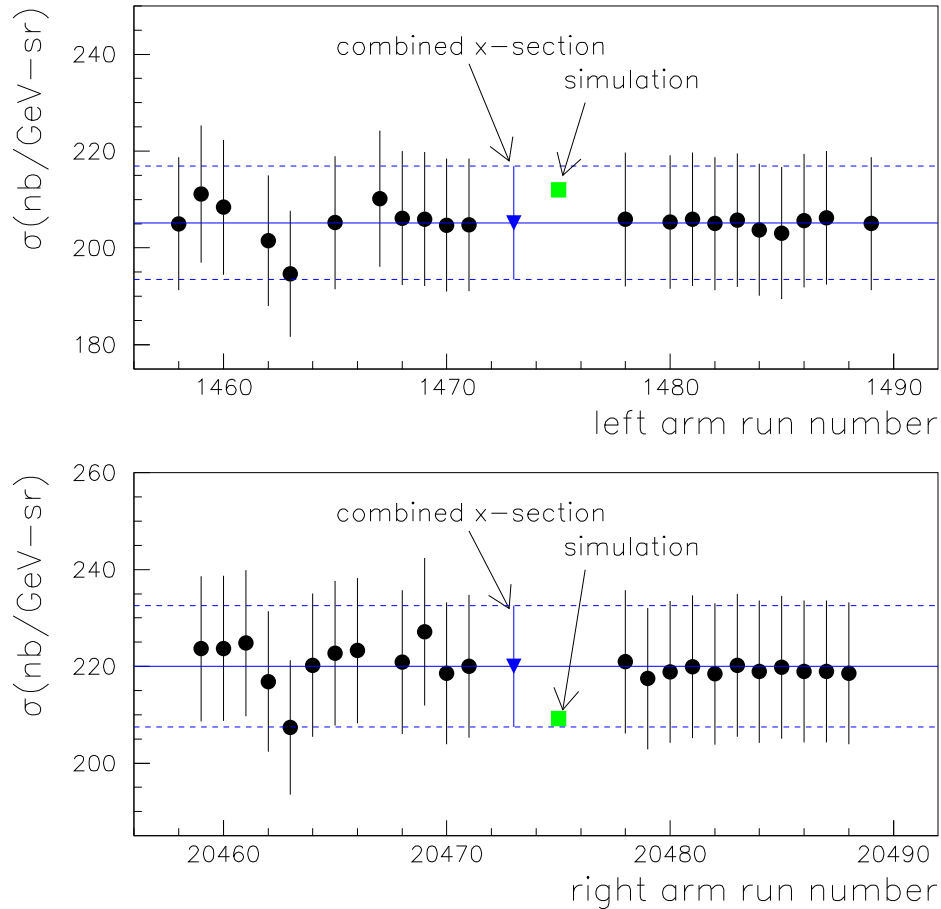 σ(nb/GeV-sr)
240
220
200
180
combined x-section
simulation
1460 1470 1480 1490
left arm run number
σ(nb/GeV-sr)
260
240
220
200
combined x-section
simulation
20460 20470 20480 20490
right arm run number